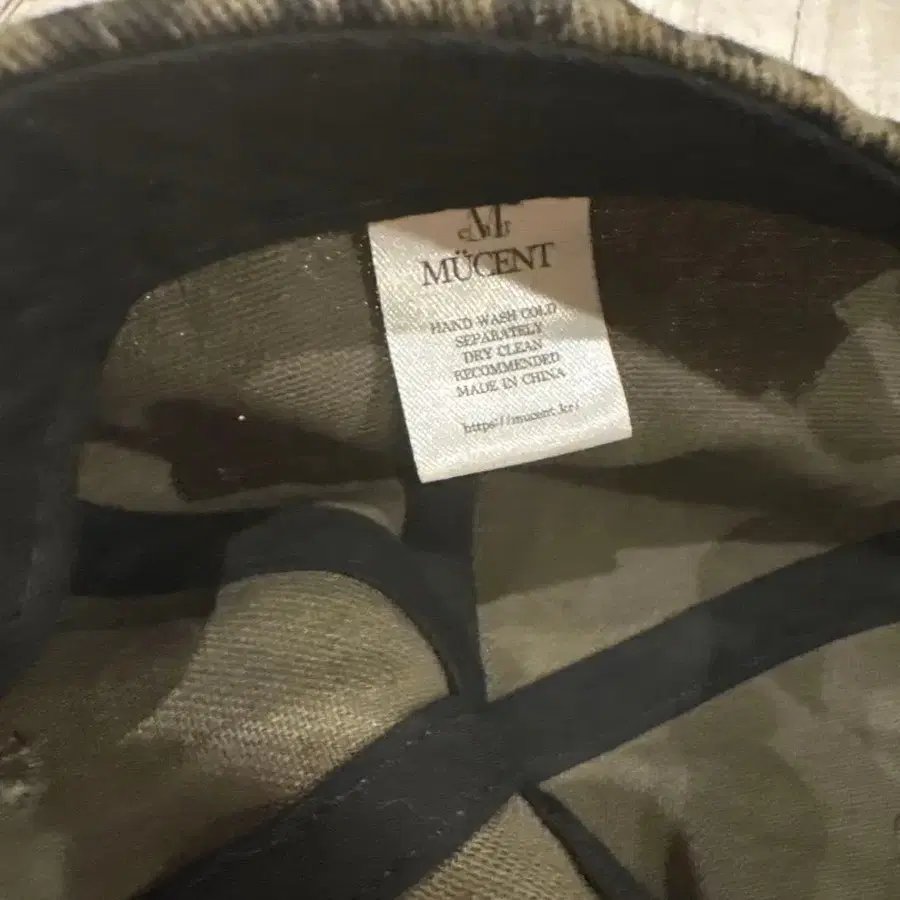 M
MÜCENT
HAND WASH COLD
SEPARATELY
DRY CLEAN
RECOMMENDED
MADE IN CHINA
https://mucent.kr/